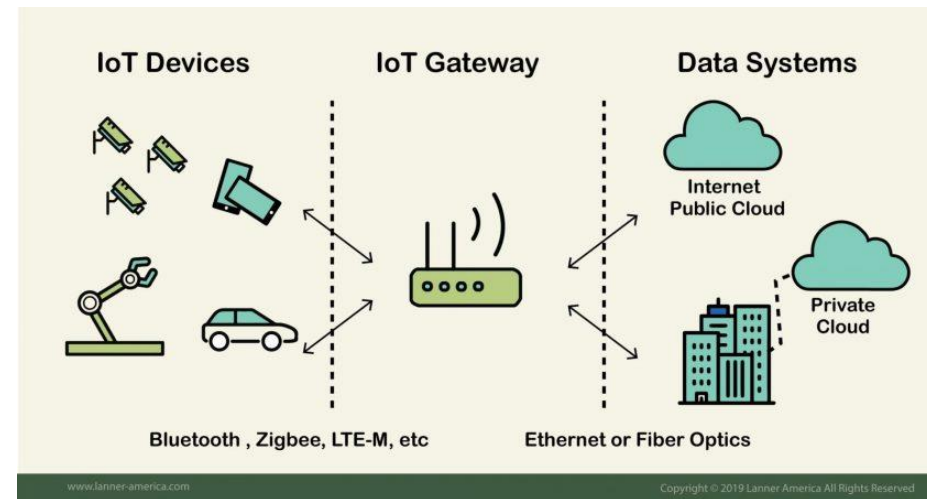 IoT Devices
IoT Gateway
Data Systems
Internet
Public Cloud
Private
Cloud
Bluetooth , Zigbee, LTE-M, etc
Ethernet or Fiber Optics
www.lanner-america.com
Copyright © 2019 Lanner America All Rights Reserved